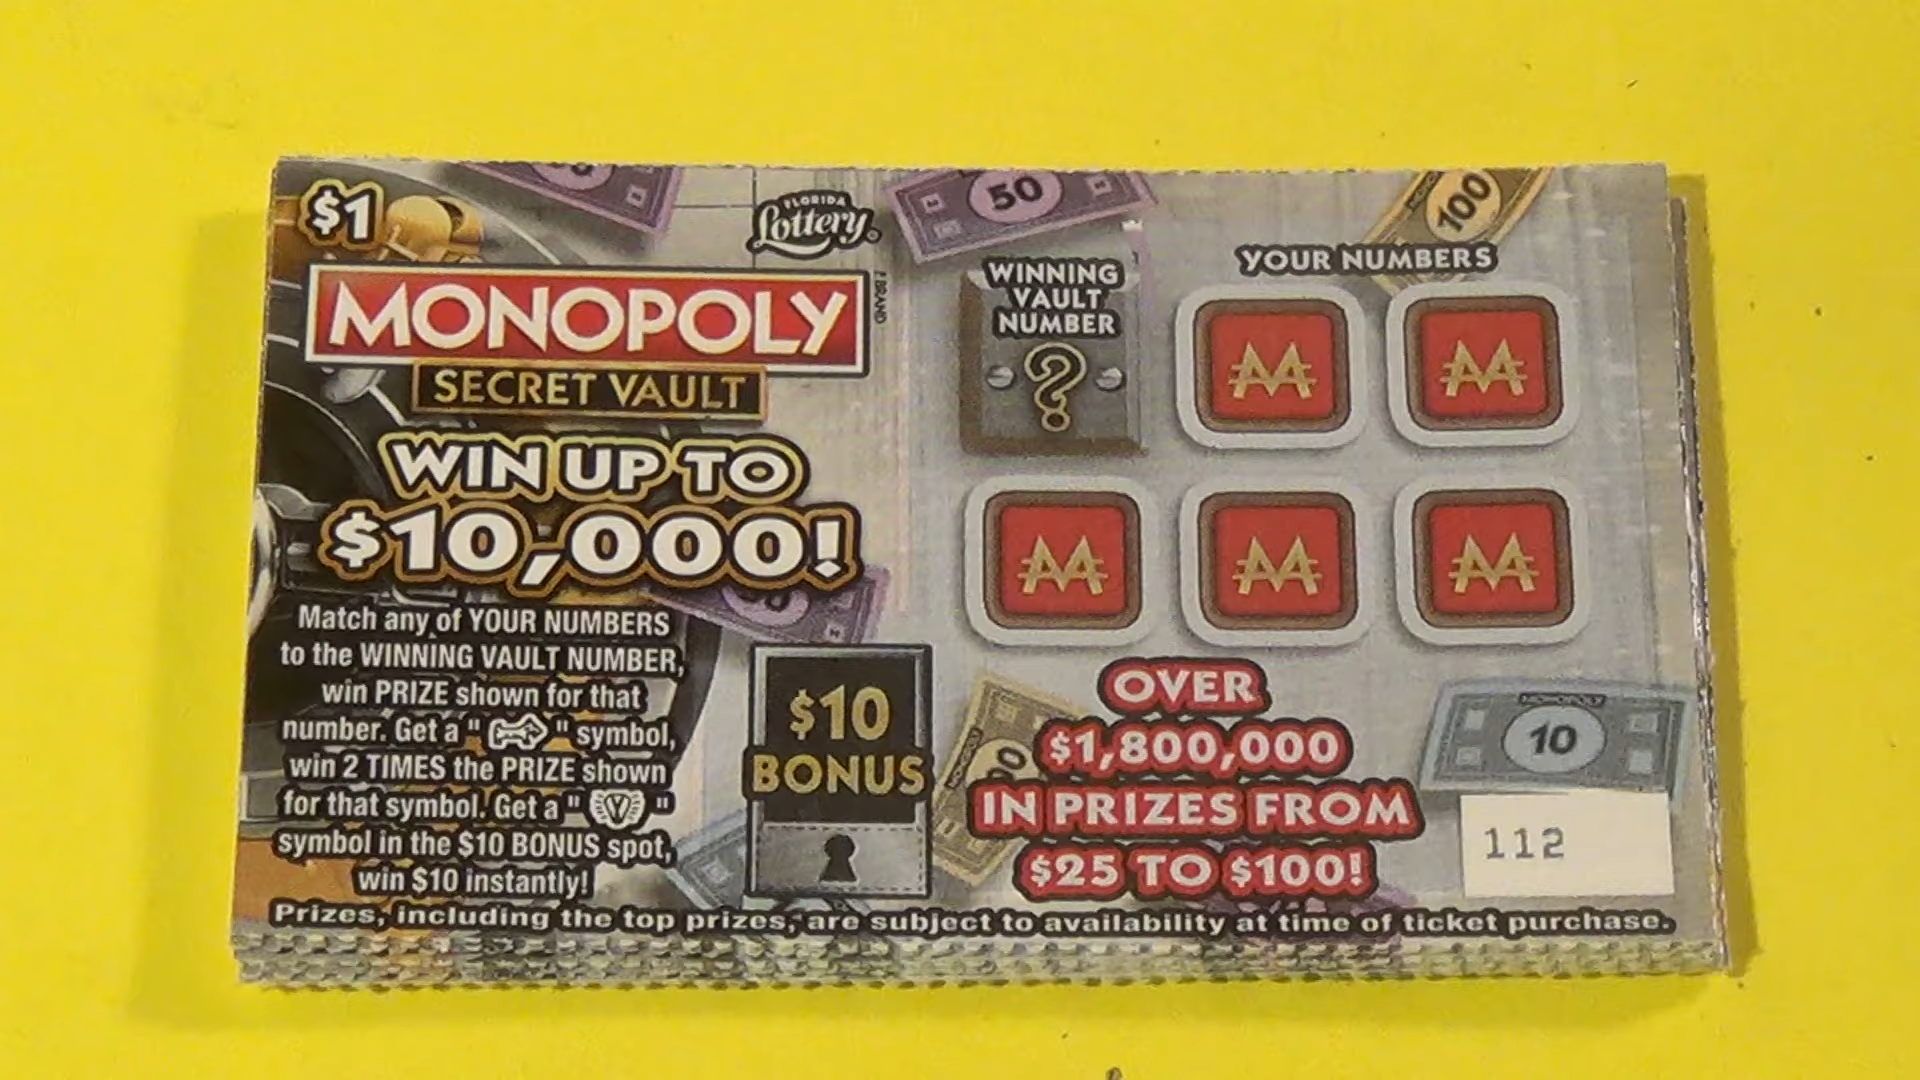 $1
FLORIDA
Lottery
50
100
MONOPOLY
BRAND
SECRET VAULT
WIN UP TO
$10,000!
Match any of YOUR NUMBERS
to the WINNING VAULT NUMBER,
win PRIZE shown for that
number. Get a " " symbol,
win 2 TIMES the PRIZE shown
for that symbol. Get a " "
symbol in the $10 BONUS spot,
win $10 instantly!
$10
BONUS
WINNING
VAULT
NUMBER
?
YOUR NUMBERS
OVER
$1,800,000
IN PRIZES FROM
$25 TO $100!
MONOPOLY
10
112
Prizes, including the top prizes, are subject to availability at time of ticket purchase.